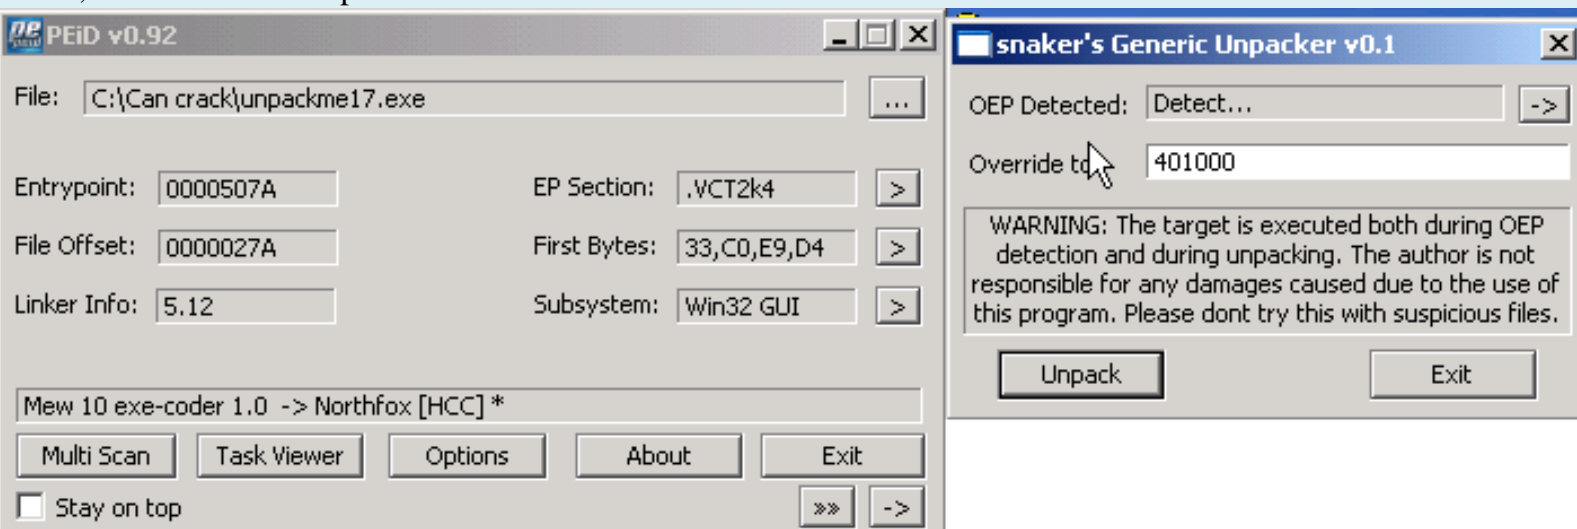 PEiD v0.92
File: C:\Can crack\unpackme17.exe ...
Entrypoint: 0000507A EP Section: .VCT2k4 >
File Offset: 0000027A First Bytes: 33,C0,E9,D4 >
Linker Info: 5.12 Subsystem: Win32 GUI >
Mew 10 exe-coder 1.0 -> Northfox [HCC] *
Multi Scan Task Viewer Options About Exit
Stay on top »» ->
snaker's Generic Unpacker v0.1
OEP Detected: Detect... ->
Override to 401000
WARNING: The target is executed both during OEP
detection and during unpacking. The author is not
responsible for any damages caused due to the use of
this program. Please dont try this with suspicious files.
Unpack Exit